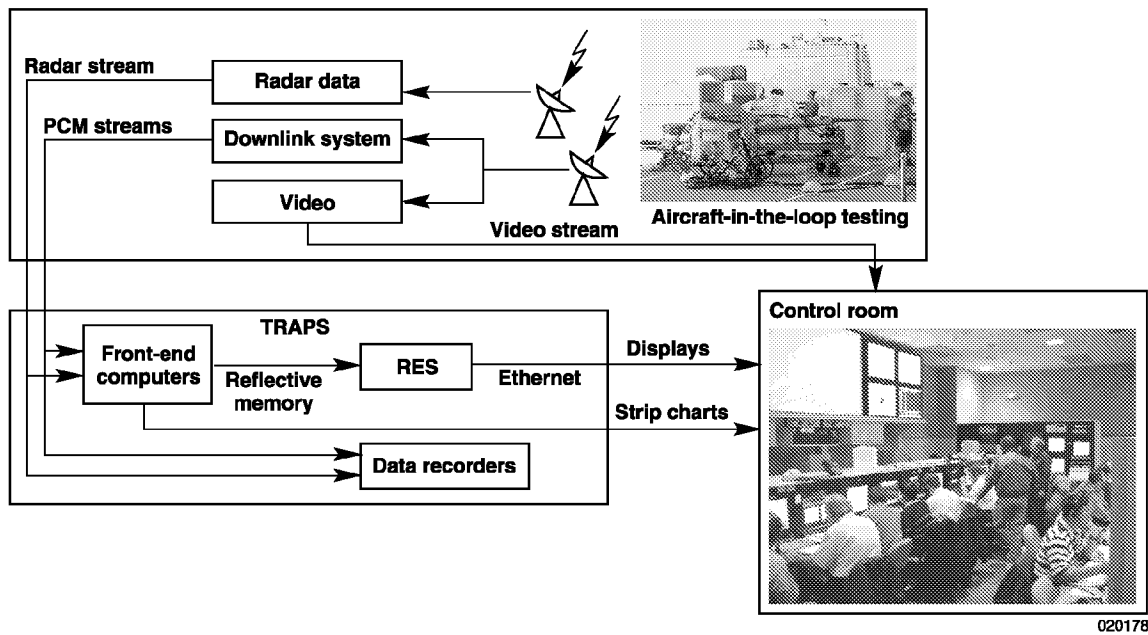 Radar stream
Radar data
PCM streams
Downlink system
Video
Video stream
Aircraft-in-the-loop testing
TRAPS
Front-end
computers
Reflective
memory
RES
Ethernet
Displays
Strip charts
Data recorders
Control room
020178